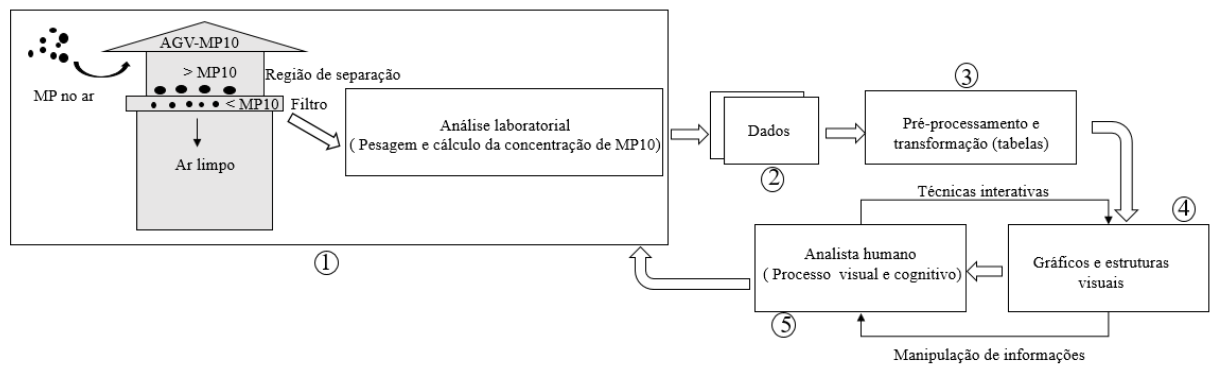 AGV-MP10
> MP10
Região de separação
MP no ar
< MP10
Filtro
Ar limpo
Análise laboratorial
( Pesagem e cálculo da concentração de MP10)
1
Dados
2
3
Pré-processamento e
transformação (tabelas)
Técnicas interativas
4
Gráficos e estruturas
visuais
Analista humano
( Processo visual e cognitivo)
5
Manipulação de informações